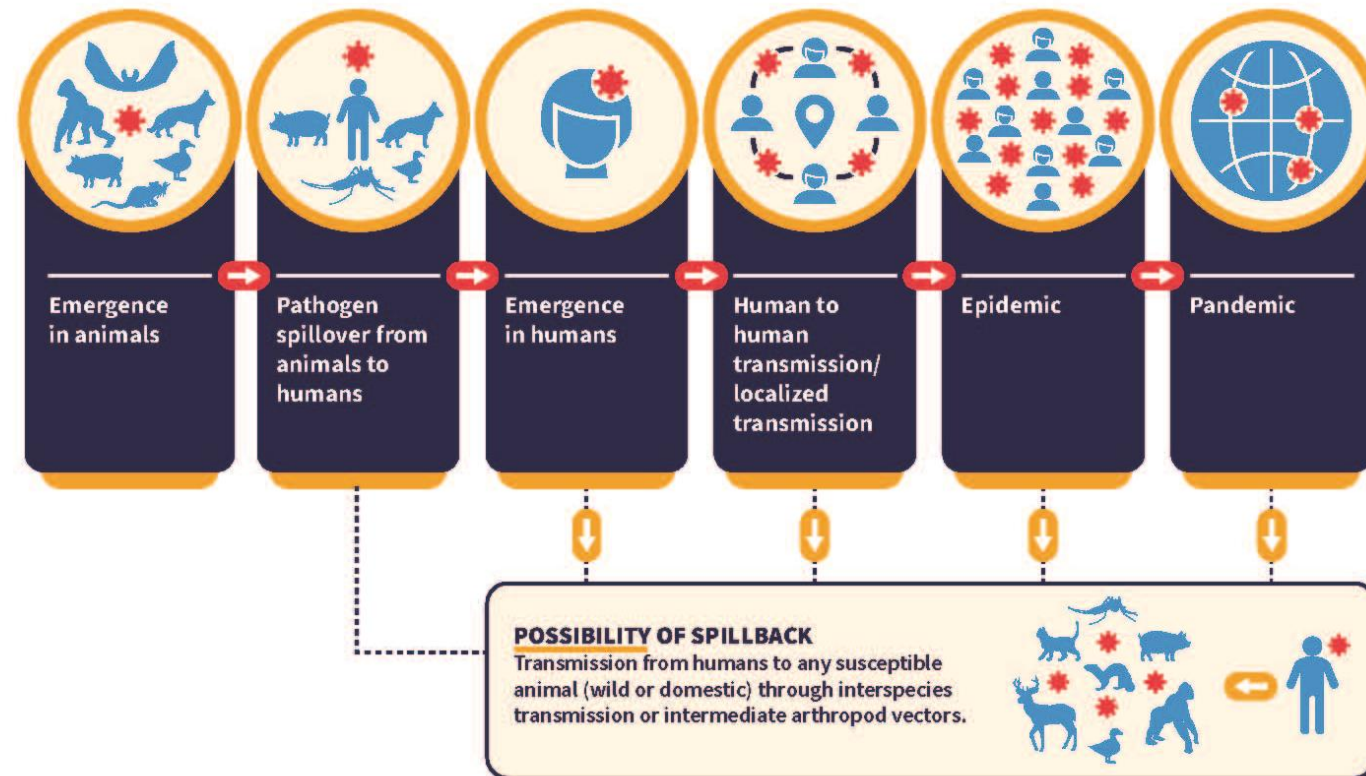 Emergence
in animals
Pathogen
spillover from
animals to
humans
Emergence
in humans
Human to
human
transmission/
localized
transmission
Epidemic
Pandemic
POSSIBILITY OF SPILLBACK
Transmission from humans to any susceptible
animal (wild or domestic) through interspecies
transmission or intermediate arthropod vectors.